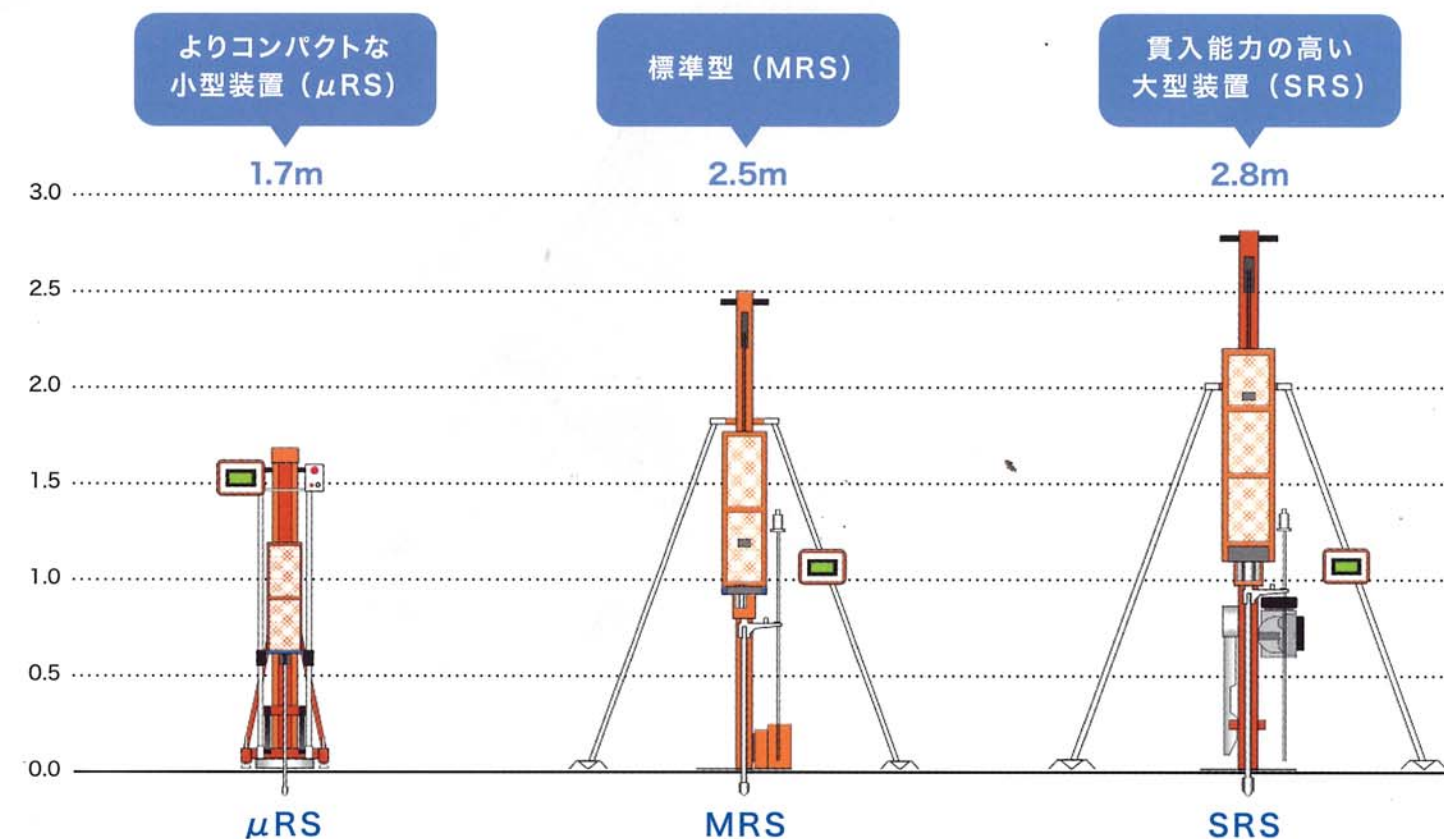 よりコンパクトな
小型装置（μRS）
標準型（MRS）
貫入能力の高い
大型装置（SRS）
1.7m
2.5m
2.8m
3.0
2.5
2.0
1.5
1.0
0.5
0.0
μRS
MRS
SRS